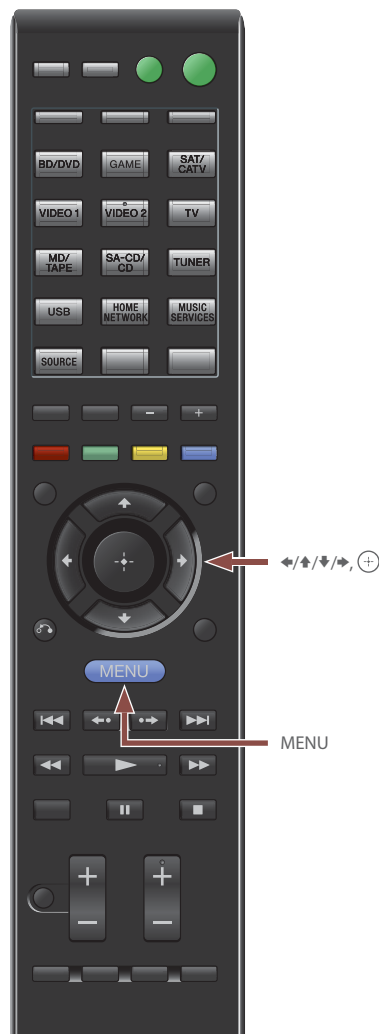 BD/DVD
GAME
SAT/
CATV
VIDEO 1
VIDEO 2
TV
MD/
TAPE
SA-CD/
CD
TUNER
USB
HOME
NETWORK
MUSIC
SERVICES
SOURCE
– +
←/↑/↓/→, ⊕
MENU
MENU
+
–
+
–